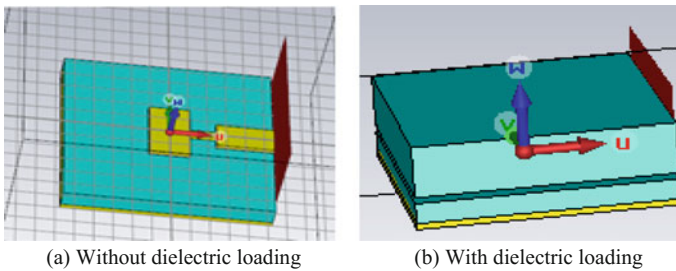 v w
u
w
v
u
(a) Without dielectric loading
(b) With dielectric loading